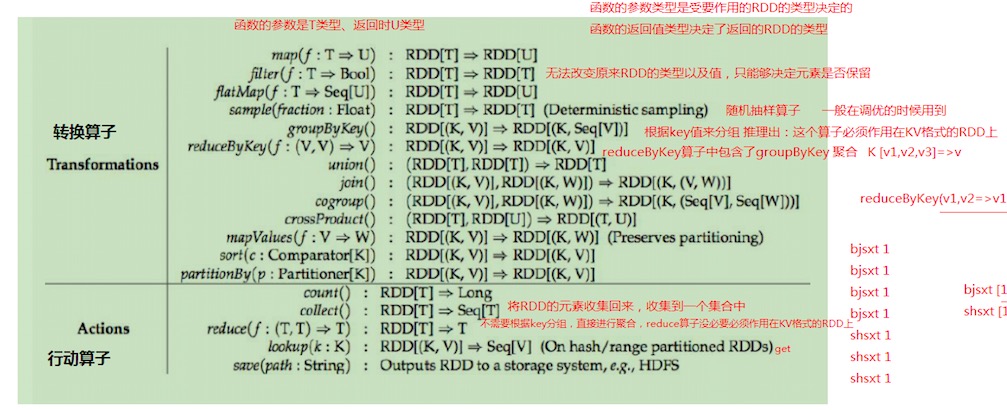 函数的参数类型是受要作用的RDD的类型决定的
函数的参数是T类型、返回时U类型
函数的返回值类型决定了返回的RDD的类型
map(f : T ⇒ U) : RDD[T] ⇒ RDD[U]
filter(f : T ⇒ Bool) : RDD[T] ⇒ RDD[T] 无法改变原来RDD的类型以及值，只能够决定元素是否保留
flatMap(f : T ⇒ Seq[U]) : RDD[T] ⇒ RDD[U]
sample(fraction : Float) : RDD[T] ⇒ RDD[T] (Deterministic sampling) 随机抽样算子 一般在调优的时候用到
转换算子
groupByKey() : RDD[(K, V)] ⇒ RDD[(K, Seq[V])] 根据key值来分组 推理出：这个算子必须作用在KV格式的RDD上
Transformations
reduceByKey(f : (V,V) ⇒ V) : RDD[(K, V)] ⇒ RDD[(K, V)] reduceByKey算子中包含了groupByKey 聚合 K [v1,v2,v3]=>v
union() : (RDD[T],RDD[T]) ⇒ RDD[T]
join() : (RDD[(K, V)],RDD[(K, W)]) ⇒ RDD[(K, (V, W))]
cogroup() : (RDD[(K, V)],RDD[(K, W)]) ⇒ RDD[(K, (Seq[V], Seq[W]))]
reduceByKey(v1,v2=>v1
crossProduct() : (RDD[T],RDD[U]) ⇒ RDD[(T, U)]
mapValues(f : V ⇒ W) : RDD[(K, V)] ⇒ RDD[(K, W)] (Preserves partitioning)
sort(c : Comparator[K]) : RDD[(K, V)] ⇒ RDD[(K, V)]
partitionBy(p : Partitioner[K]) : RDD[(K, V)] ⇒ RDD[(K, V)]
count() : RDD[T] ⇒ Long
collect() : RDD[T] ⇒ Seq[T] 将RDD的元素收集回来，收集到一个集合中
Actions
reduce(f : (T,T) ⇒ T) : RDD[T] ⇒ T 不需要根据key分组，直接进行聚合，reduce算子没必要必须作用在KV格式的RDD上
lookup(k : K) : RDD[(K, V)] ⇒ Seq[V] (On hash/range partitioned RDDs) get
行动算子
save(path : String) : Outputs RDD to a storage system, e.g., HDFS
bjsxt 1
bjsxt 1
bjsxt 1
bjsxt 1
shsxt 1
shsxt 1
shsxt 1
bjsxt [1
shsxt [1